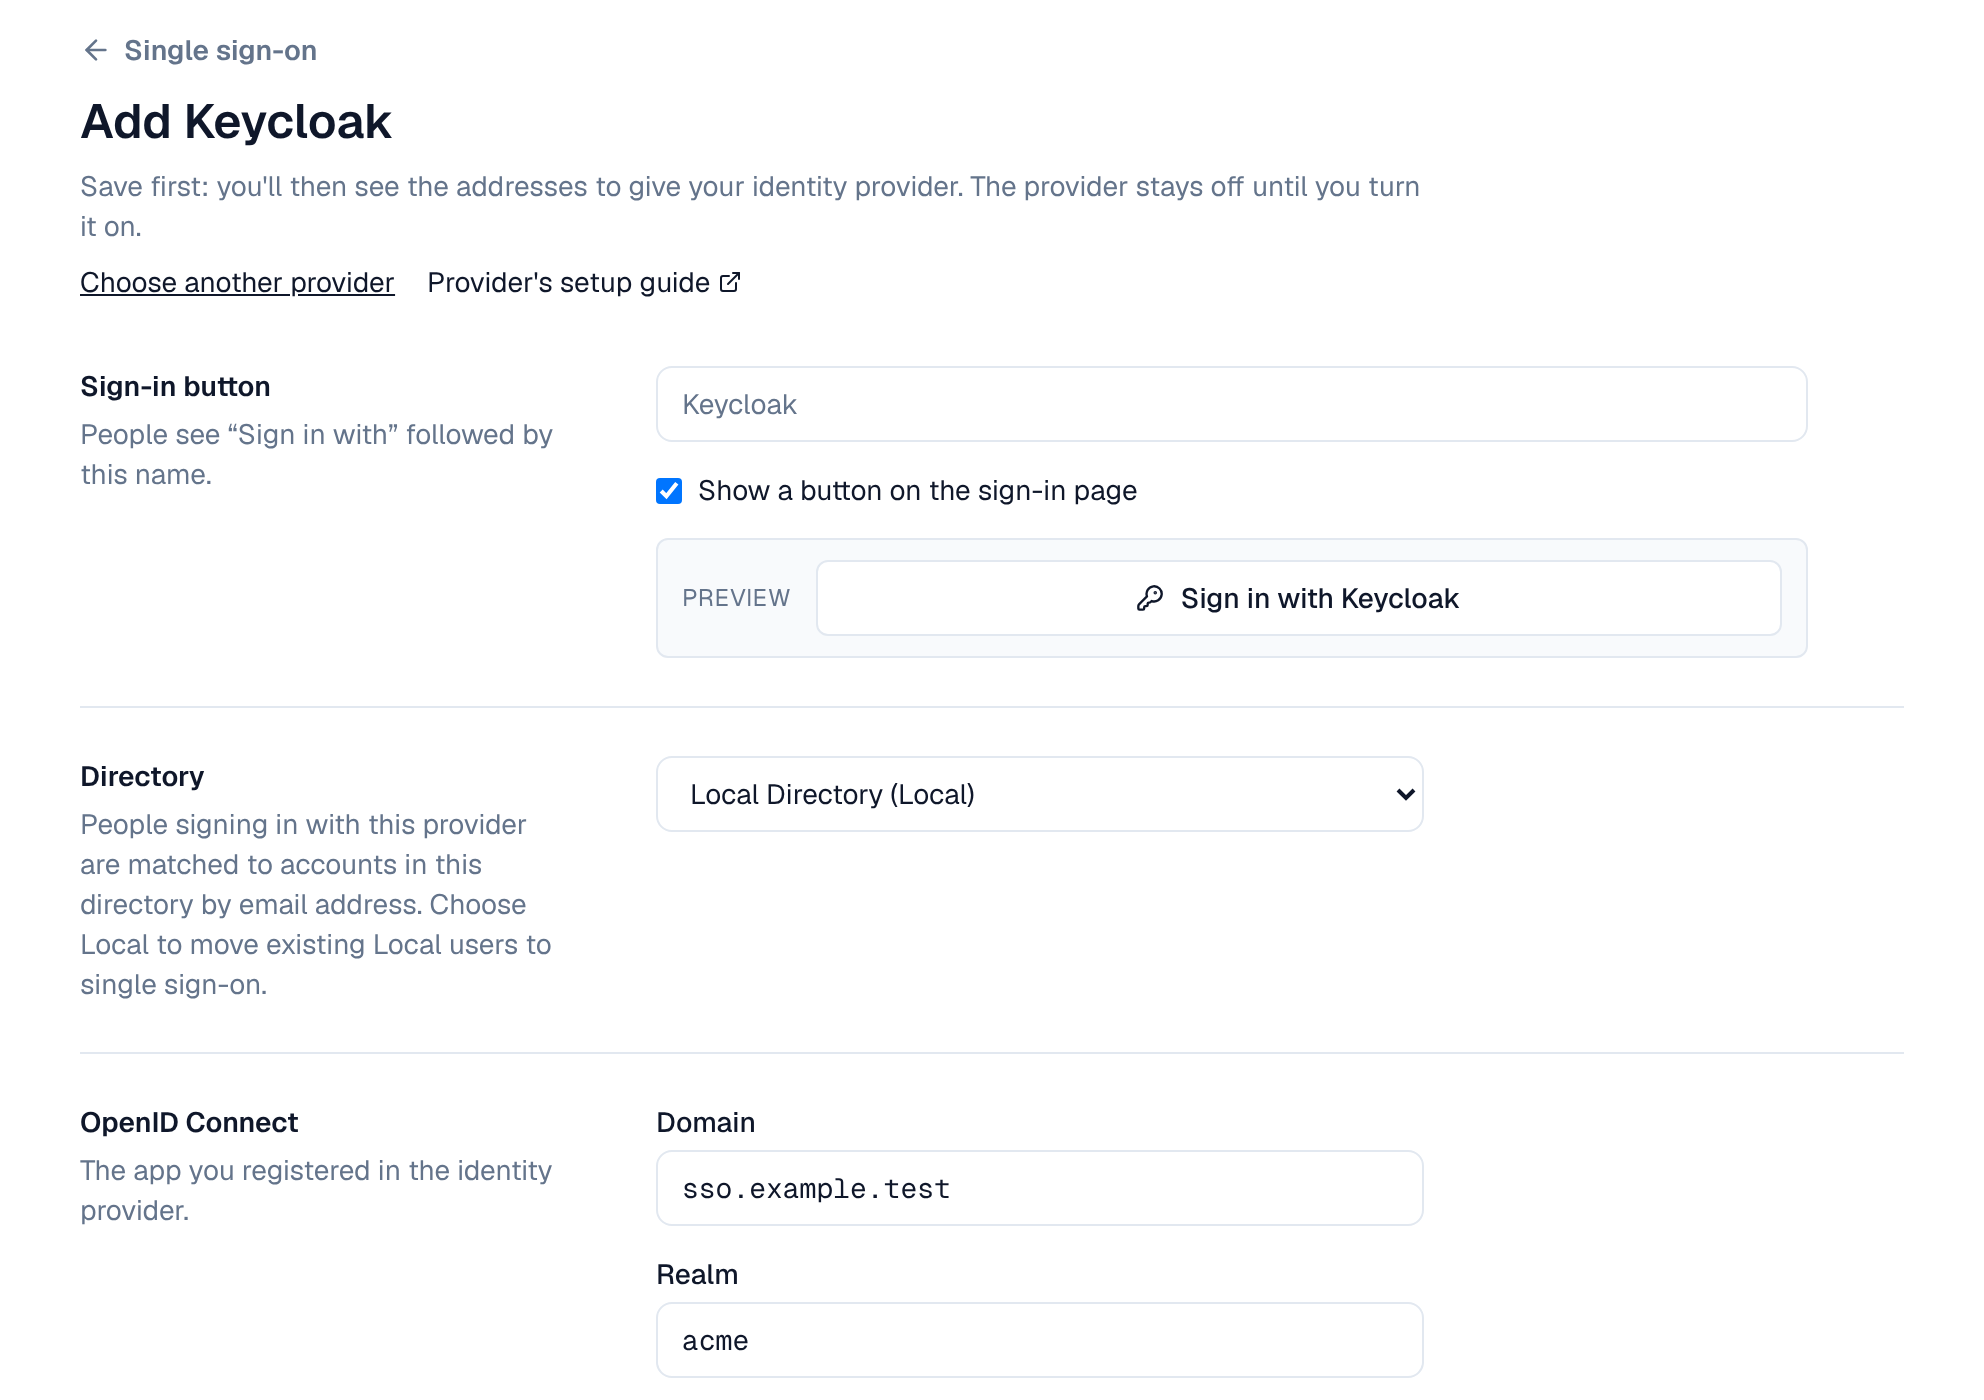 Single sign-on
Add Keycloak
Save first: you'll then see the addresses to give your identity provider. The provider stays off until you turn
it on.
Choose another provider
Provider's setup guide
Sign-in button
People see “Sign in with” followed by
this name.
Keycloak
Show a button on the sign-in page
PREVIEW
Sign in with Keycloak
Directory
People signing in with this provider
are matched to accounts in this
directory by email address. Choose
Local to move existing Local users to
single sign-on.
Local Directory (Local)
OpenID Connect
The app you registered in the identity
provider.
Domain
sso.example.test
Realm
acme